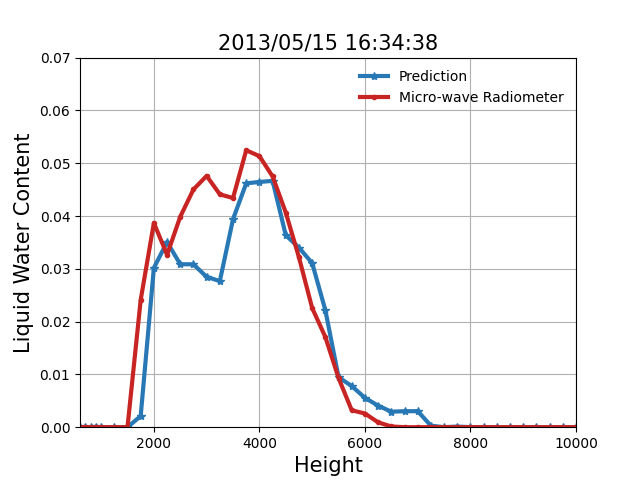 2013/05/15 16:34:38
Prediction
Micro-wave Radiometer
Liquid Water Content
0.07
0.06
0.05
0.04
0.03
0.02
0.01
0.00
2000 4000 6000 8000 10000
Height